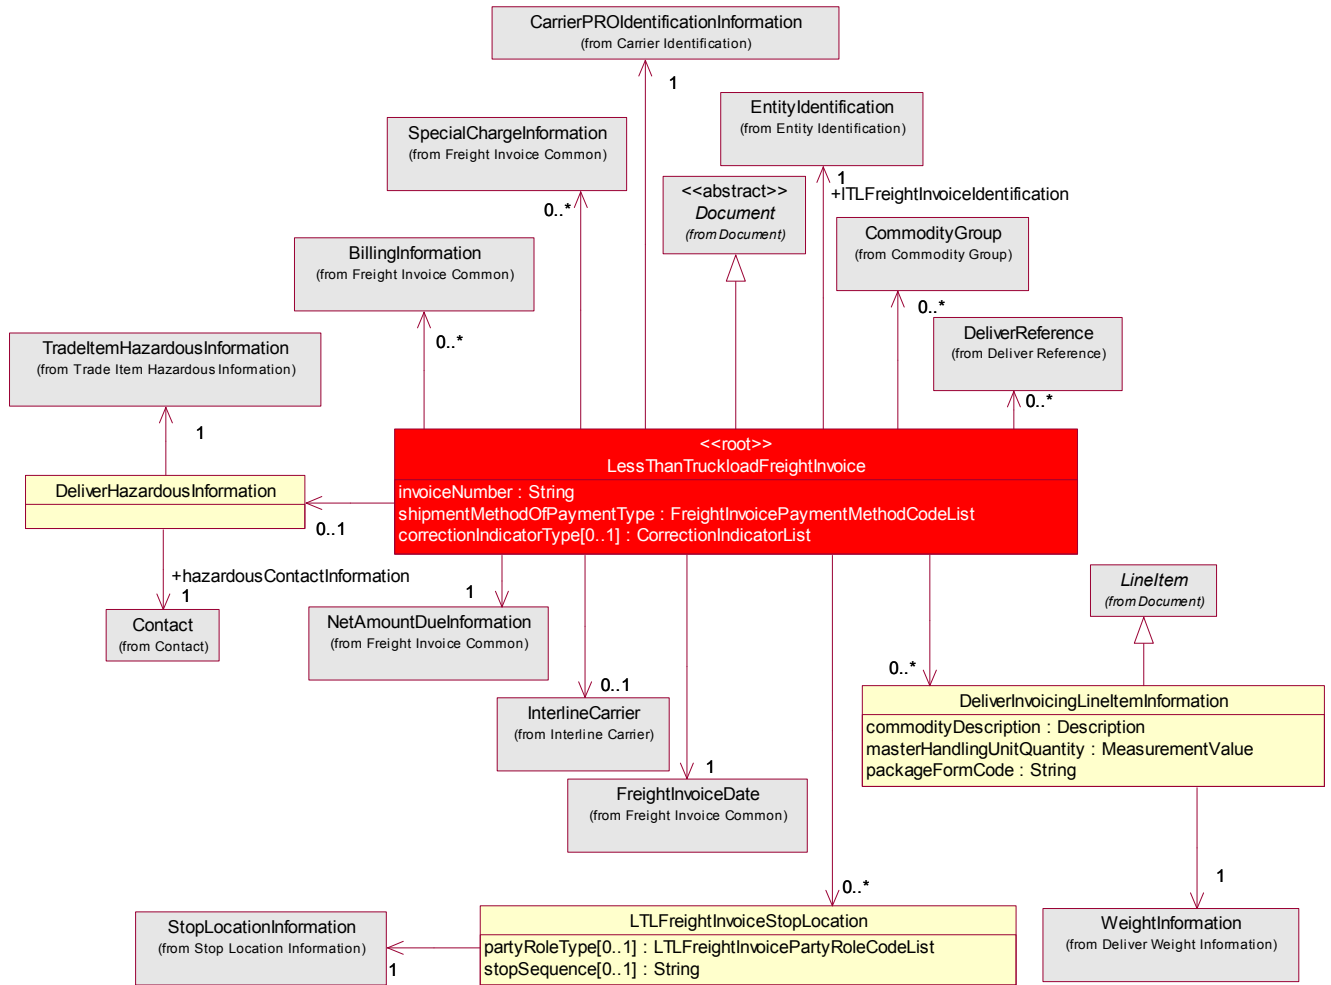 CarrierPROIdentificationInformation
(from Carrier Identification)
1
EntityIdentification
(from Entity Identification)
1
+lTLFreightInvoiceIdentification
SpecialChargeInformation
(from Freight Invoice Common)
0..*
<<abstract>>
Document
(from Document)
CommodityGroup
(from Commodity Group)
0..*
BillingInformation
(from Freight Invoice Common)
0..*
DeliverReference
(from Deliver Reference)
0..*
TradeItemHazardousInformation
(from Trade Item Hazardous Information)
1
<<root>>
LessThanTruckloadFreightInvoice
invoiceNumber : String
shipmentMethodOfPaymentType : FreightInvoicePaymentMethodCodeList
correctionIndicatorType[0..1] : CorrectionIndicatorList
DeliverHazardousInformation
0..1
+hazardousContactInformation
1
Contact
(from Contact)
1
NetAmountDueInformation
(from Freight Invoice Common)
0..1
InterlineCarrier
(from Interline Carrier)
1
FreightInvoiceDate
(from Freight Invoice Common)
LineItem
(from Document)
0..*
DeliverInvoicingLineItemInformation
commodityDescription : Description
masterHandlingUnitQuantity : MeasurementValue
packageFormCode : String
1
WeightInformation
(from Deliver Weight Information)
0..*
LTLFreightInvoiceStopLocation
partyRoleType[0..1] : LTLFreightInvoicePartyRoleCodeList
stopSequence[0..1] : String
1
StopLocationInformation
(from Stop Location Information)